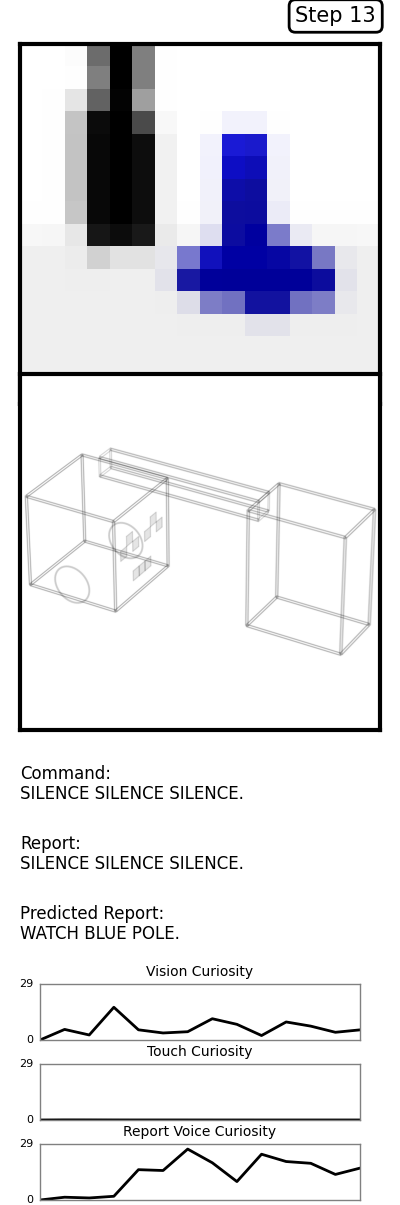 Step 13
Command:
SILENCE SILENCE SILENCE.
Report:
SILENCE SILENCE SILENCE.
Predicted Report:
WATCH BLUE POLE.
Vision Curiosity
29
0
Touch Curiosity
29
0
Report Voice Curiosity
29
0